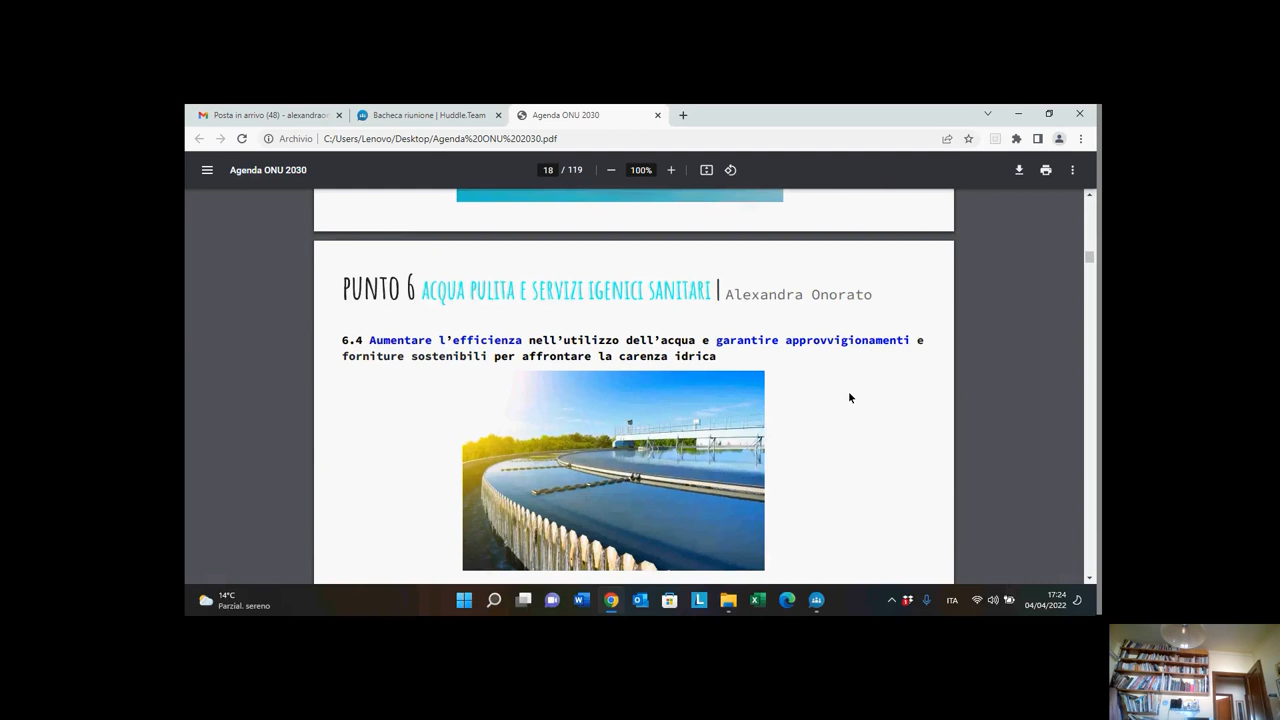 Posta in arrivo (48) - alexandrao
Bacheca riunione | Huddle.Team
Agenda ONU 2030
Archivio
C:/Users/Lenovo/Desktop/Agenda%20ONU%202030.pdf
Agenda ONU 2030
18 / 119
100%
PUNTO 6 ACQUA PULITA E SERVIZI IGENICI SANITARI | Alexandra Onorato
6.4 Aumentare l’efficienza nell’utilizzo dell’acqua e garantire approvvigionamenti e
forniture sostenibili per affrontare la carenza idrica
14°C
Parzial. sereno
ITA
17:24
04/04/2022